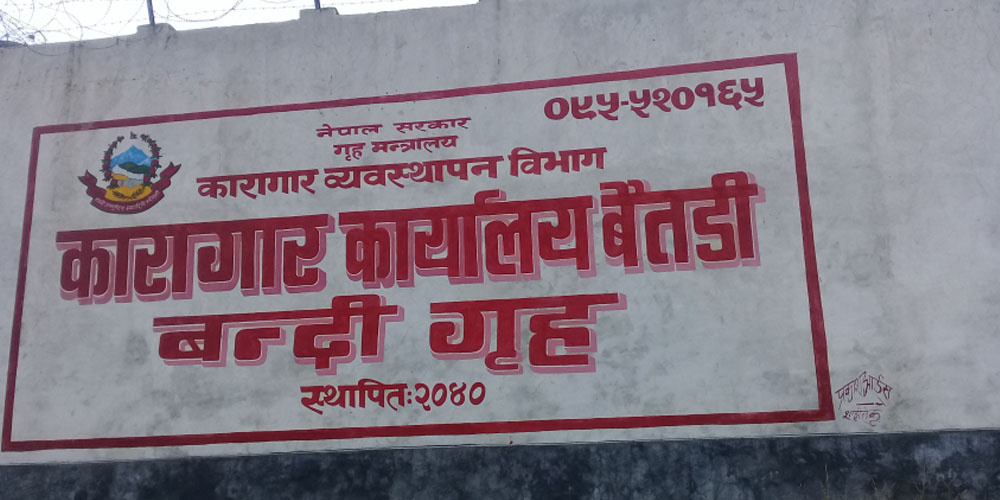 ०९५-५२०१६५
नेपाल सरकार
गृह मन्त्रालय
कारागार व्यवस्थापन विभाग
कारागार कार्यालय बैतडी
बन्दी गृह
स्थापितः २०४०